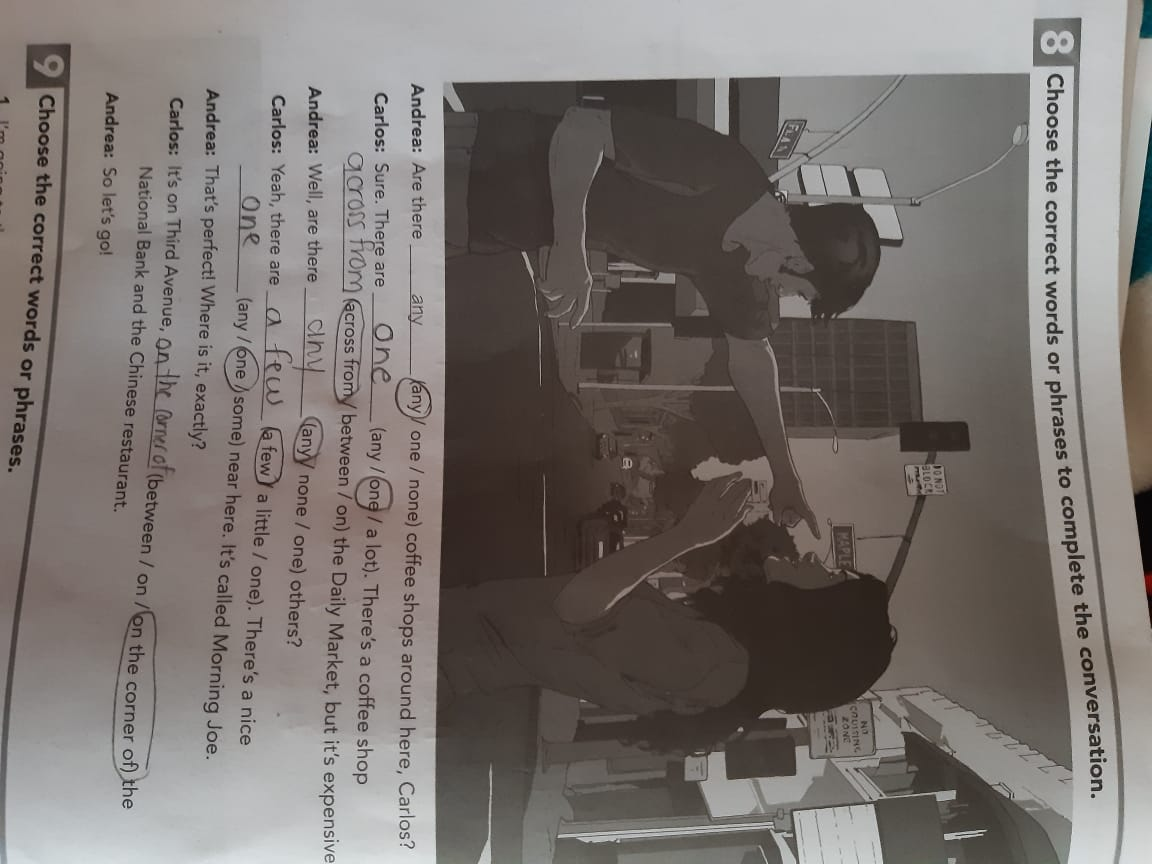 8 Choose the correct words or phrases to complete the conversation.
PLAY
DO NOT
BLOCK
MAPLE
NO
CRUISING
ZONE
Andrea: Are there any (any / one / none) coffee shops around here, Carlos?
Carlos: Sure. There are one (any / one / a lot). There's a coffee shop
across from (across from / between / on) the Daily Market, but it's expensive
Andrea: Well, are there any (any / none / one) others?
Carlos: Yeah, there are a few (a few / a little / one). There's a nice
one (any / one / some) near here. It's called Morning Joe.
Andrea: That's perfect! Where is it, exactly?
Carlos: It's on Third Avenue, on the corner of (between / on / on the corner of) the
National Bank and the Chinese restaurant.
Andrea: So let's go!
9 Choose the correct words or phrases.